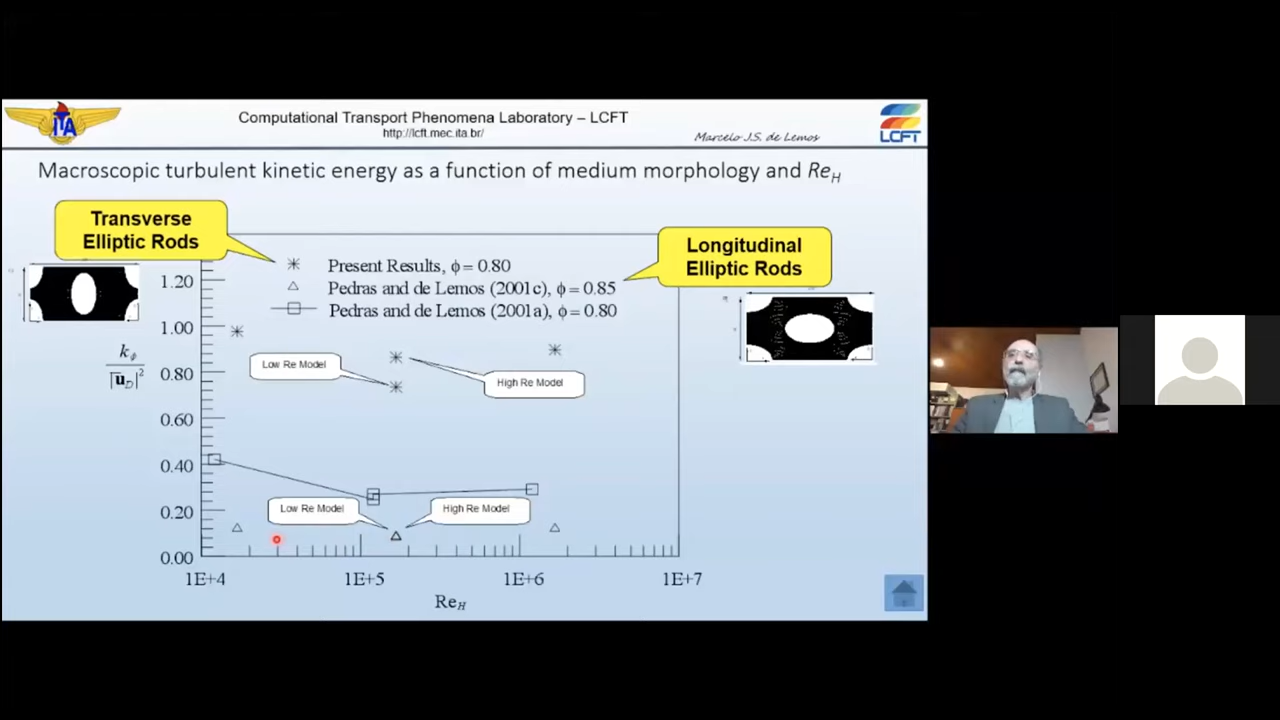 ITA
Computational Transport Phenomena Laboratory – LCFT
http://lcft.mec.ita.br/
Marcelo J.S. de Lemos
LCFT
Macroscopic turbulent kinetic energy as a function of medium morphology and Re_H
Transverse
Elliptic Rods
Longitudinal
Elliptic Rods
Present Results, ϕ = 0.80
Pedras and de Lemos (2001c), ϕ = 0.85
Pedras and de Lemos (2001a), ϕ = 0.80
1.20
1.00
0.80
0.60
0.40
0.20
0.00
k_ϕ
|ū_D|²
Low Re Model
High Re Model
Low Re Model
High Re Model
1E+4
1E+5
1E+6
1E+7
Re_H